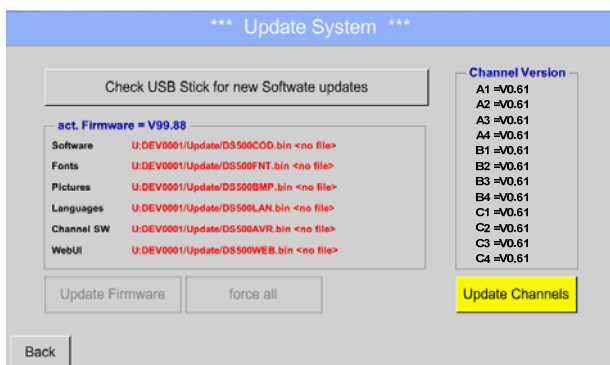 *** Update System ***
Check USB Stick for new Softwate updates
act. Firmware = V99.88
Software U:DEV0001/Update/DS500COD.bin <no file>
Fonts U:DEV0001/Update/DS500FNT.bin <no file>
Pictures U:DEV0001/Update/DS500BMP.bin <no file>
Languages U:DEV0001/Update/DS500LAN.bin <no file>
Channel SW U:DEV0001/Update/DS500AVR.bin <no file>
WebUI U:DEV0001/Update/DS500WEB.bin <no file>
Update Firmware
force all
Channel Version
A1 =V0.61
A2 =V0.61
A3 =V0.61
A4 =V0.61
B1 =V0.61
B2 =V0.61
B3 =V0.61
B4 =V0.61
C1 =V0.61
C2 =V0.61
C3 =V0.61
C4 =V0.61
Update Channels
Back